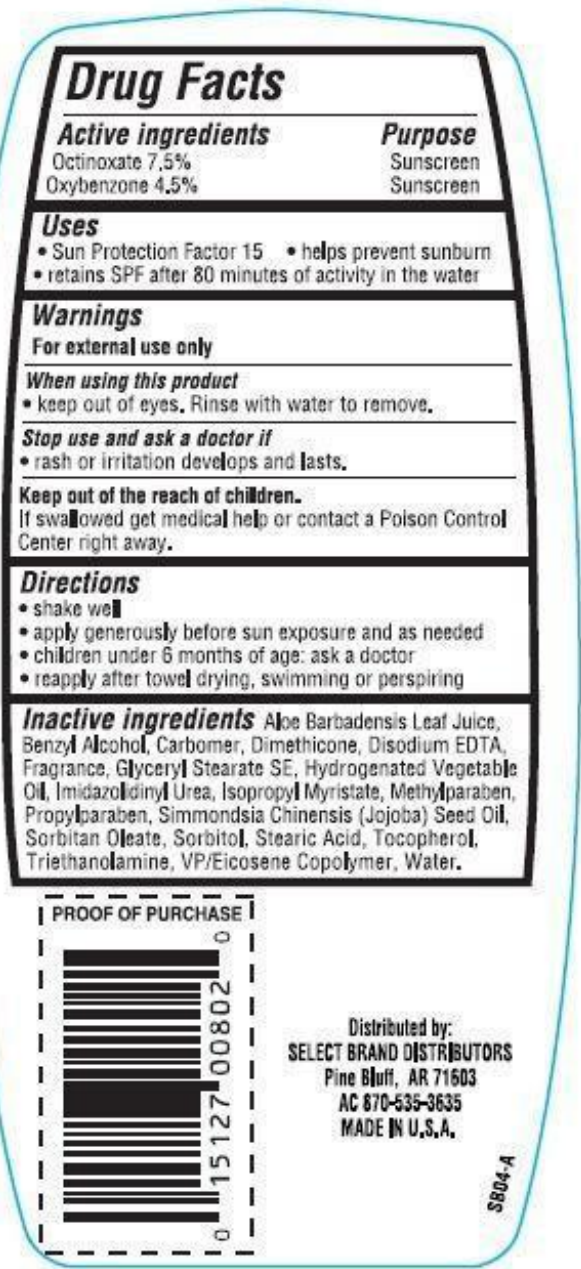 Drug Facts
Active ingredients Purpose
Octinoxate 7.5% Sunscreen
Oxybenzone 4.5% Sunscreen
Uses
• Sun Protection Factor 15 • helps prevent sunburn
• retains SPF after 80 minutes of activity in the water
Warnings
For external use only
When using this product
• keep out of eyes. Rinse with water to remove.
Stop use and ask a doctor if
• rash or irritation develops and lasts.
Keep out of the reach of children.
If swallowed get medical help or contact a Poison Control
Center right away.
Directions
• shake well
• apply generously before sun exposure and as needed
• children under 6 months of age: ask a doctor
• reapply after towel drying, swimming or perspiring
Inactive ingredients Aloe Barbadensis Leaf Juice,
Benzyl Alcohol, Carbomer, Dimethicone, Disodium EDTA,
Fragrance, Glyceryl Stearate SE, Hydrogenated Vegetable
Oil, Imidazolidinyl Urea, Isopropyl Myristate, Methylparaben,
Propylparaben, Simmondsia Chinensis (Jojoba) Seed Oil,
Sorbitan Oleate, Sorbitol, Stearic Acid, Tocopherol,
Triethanolamine, VP/Eicosene Copolymer, Water.
PROOF OF PURCHASE
0 15127 00802 0
Distributed by:
SELECT BRAND DISTRIBUTORS
Pine Bluff, AR 71603
AC 870-535-3635
MADE IN U.S.A.
SB04-A